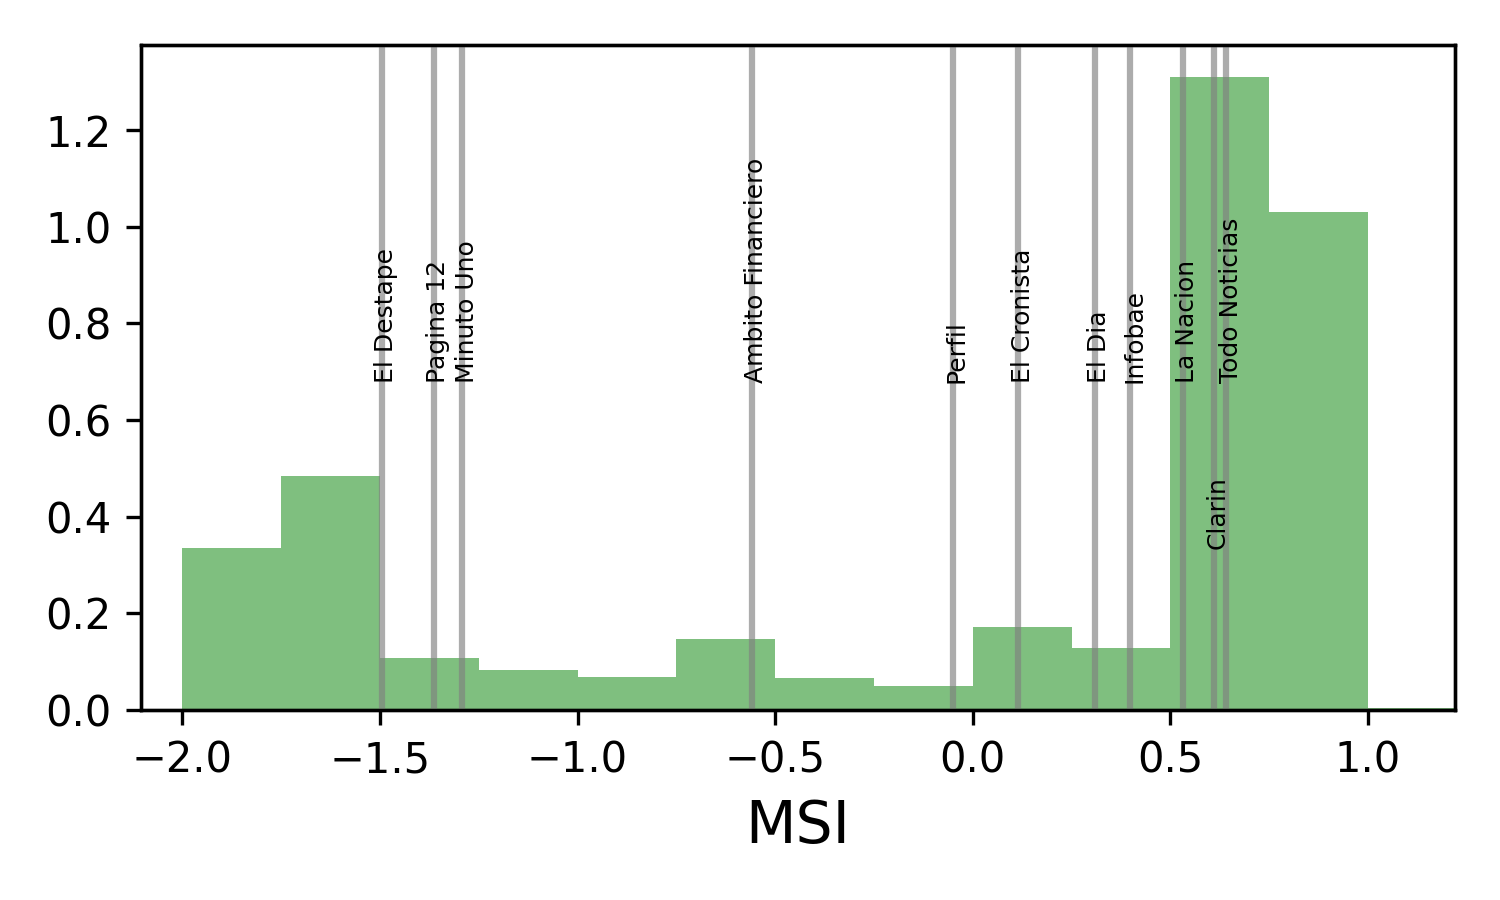 1.2
1.0
0.8
0.6
0.4
0.2
0.0
El Destape
Pagina 12
Minuto Uno
Ambito Financiero
Perfil
El Cronista
El Dia
Infobae
La Nacion
Clarin
Todo Noticias
−2.0
−1.5
−1.0
−0.5
0.0
0.5
1.0
MSI